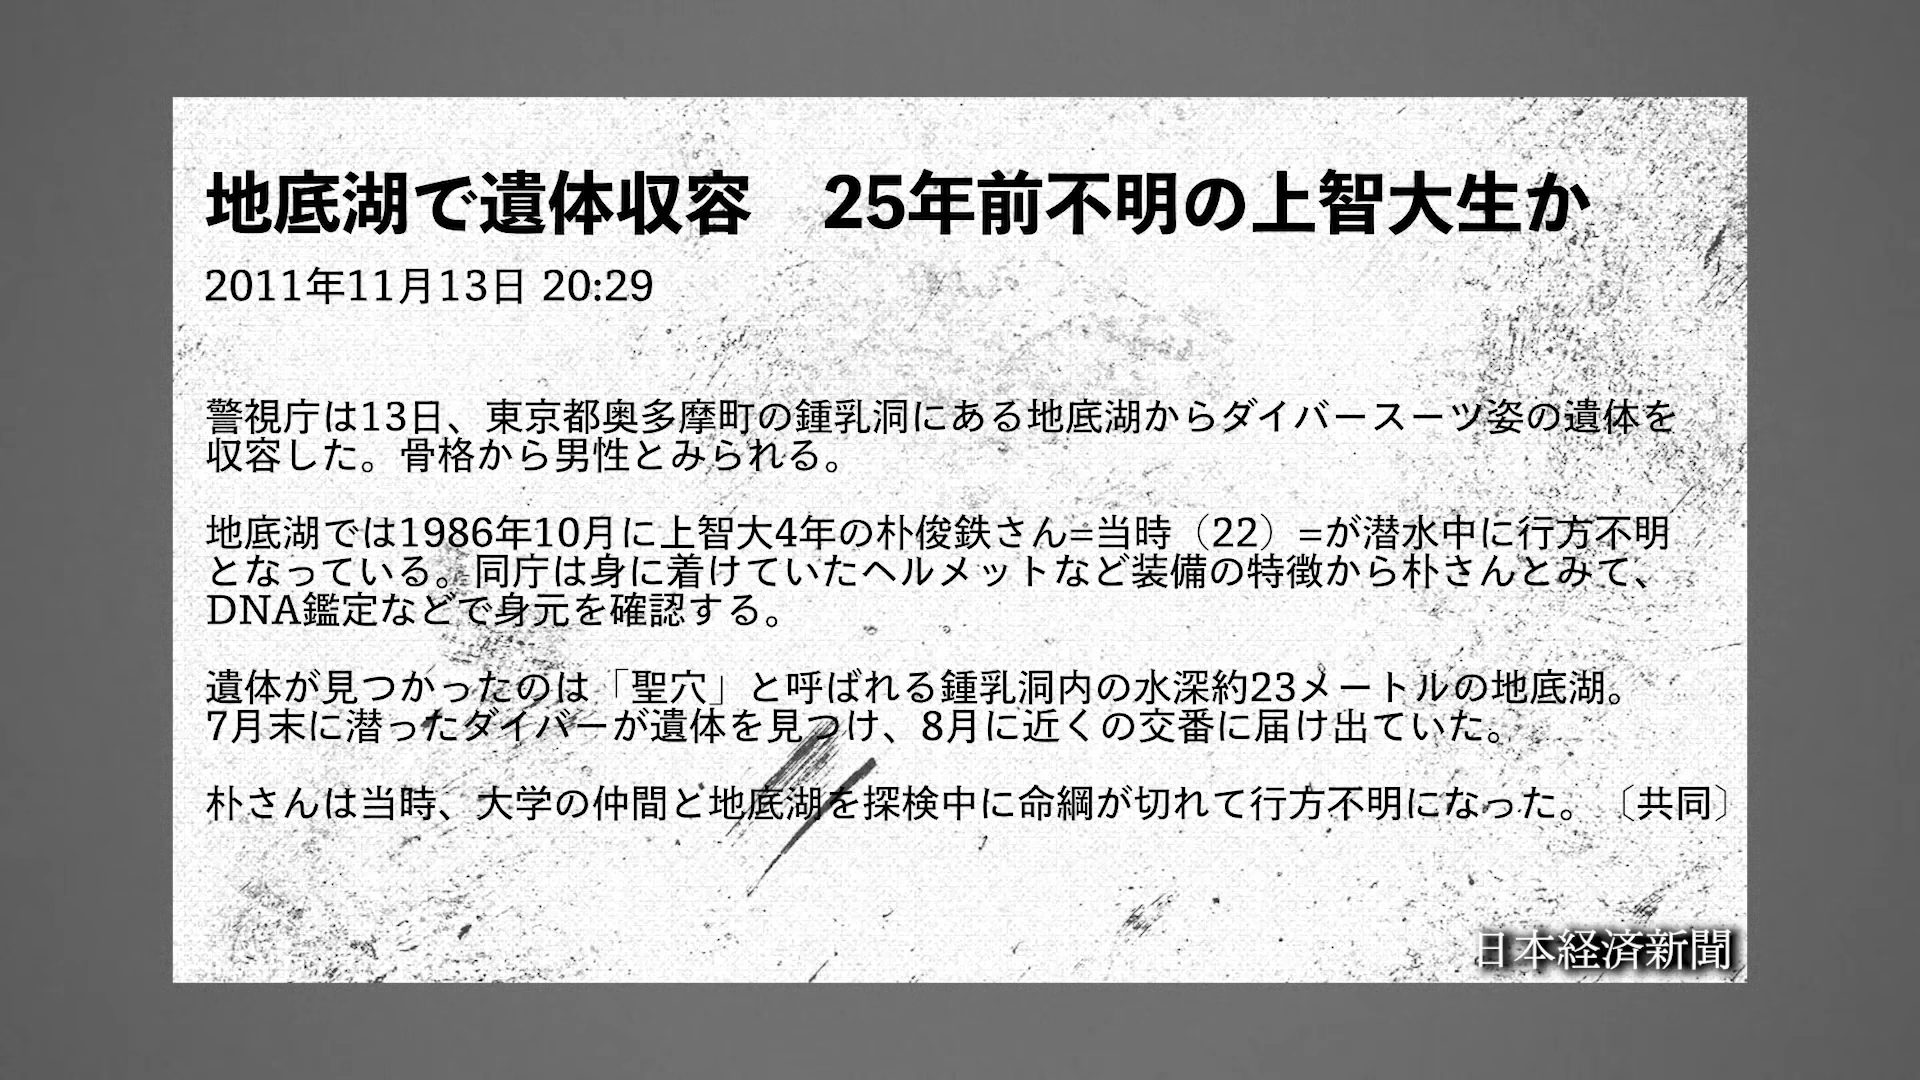 地底湖で遺体収容　25年前不明の上智大生か
2011年11月13日 20:29
警視庁は13日、東京都奥多摩町の鍾乳洞にある地底湖からダイバースーツ姿の遺体を
収容した。骨格から男性とみられる。
地底湖では1986年10月に上智大4年の朴俊鉄さん=当時（22）=が潜水中に行方不明
となっている。同庁は身に着けていたヘルメットなど装備の特徴から朴さんとみて、
DNA鑑定などで身元を確認する。
遺体が見つかったのは「聖穴」と呼ばれる鍾乳洞内の水深約23メートルの地底湖。
7月末に潜ったダイバーが遺体を見つけ、8月に近くの交番に届け出ていた。
朴さんは当時、大学の仲間と地底湖を探検中に命綱が切れて行方不明になった。〔共同〕
日本経済新聞